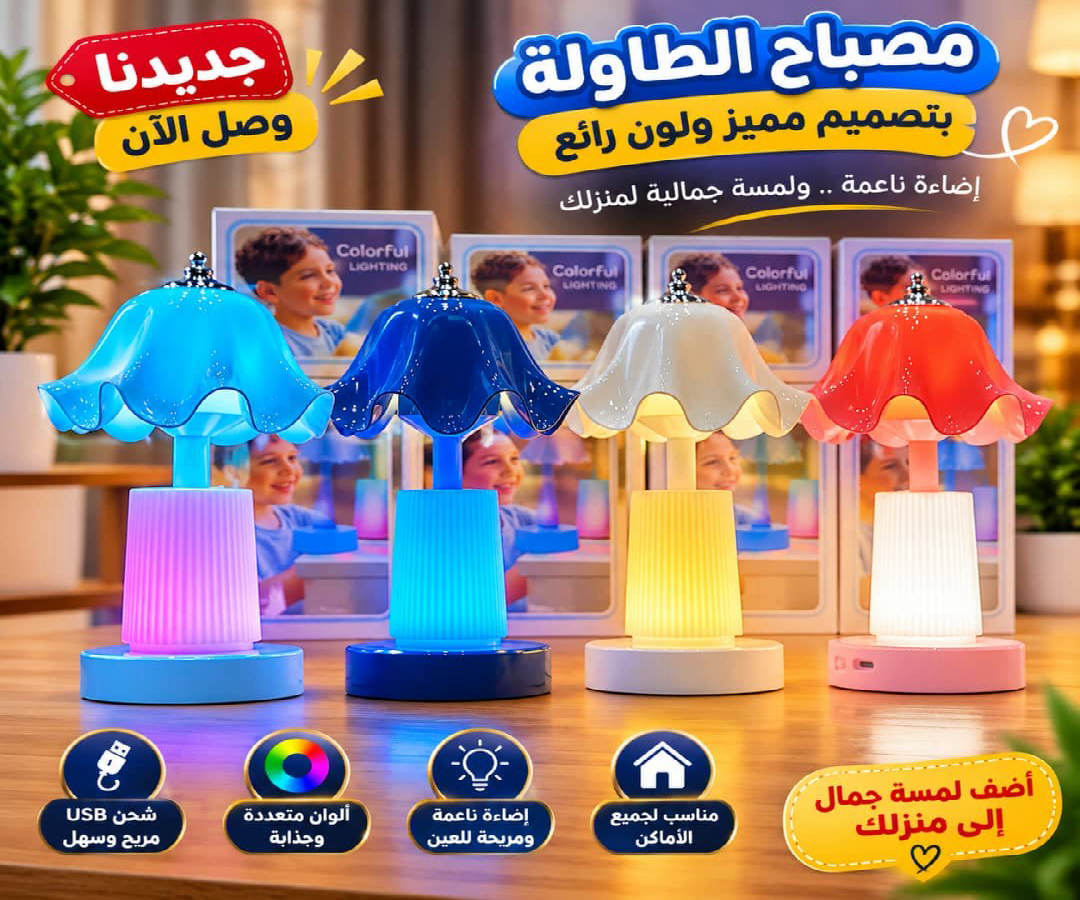 جديدنا
وصل الآن
مصباح الطاولة
بتصميم مميز ولون رائع
إضاءة ناعمة .. ولمسة جمالية لمنزلك
Colorful
LIGHTING
Colorful
LIGHTING
Colorful
LIGHTING
Colorful
LIGHTING
شحن USB
مريح وسهل
ألوان متعددة
وجذابة
إضاءة ناعمة
ومريحة للعين
مناسب لجميع
الأماكن
أضف لمسة جمال
إلى منزلك